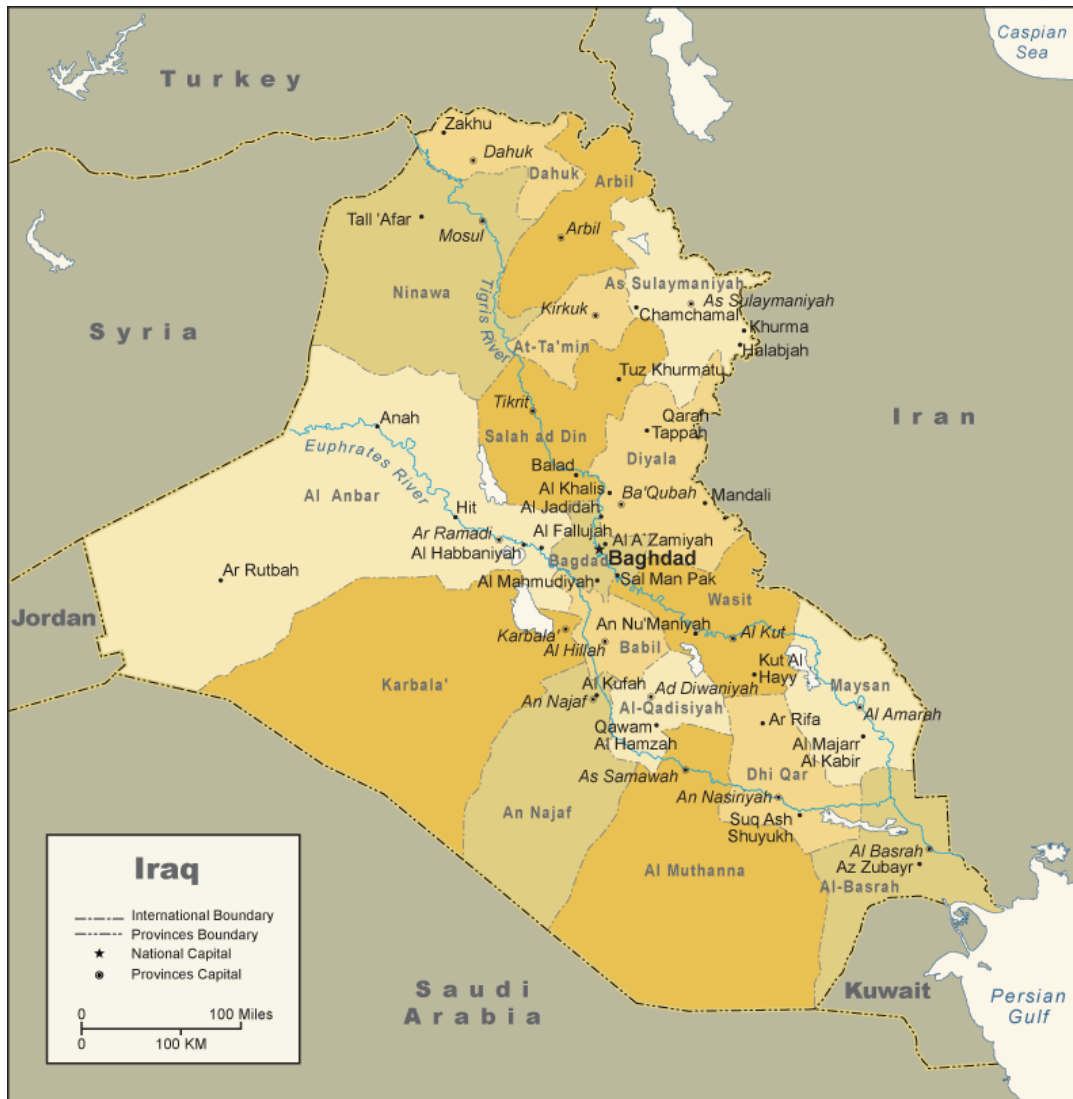 Caspian
Sea
Turkey
Zakhu
Dahuk
Dahuk
Arbil
Tall 'Afar
Mosul
Arbil
Ninawa
As Sulaymaniyah
As Sulaymaniyah
Tigris River
Kirkuk
Chamchamal
Syria
Khurma
At-Ta'min
Halabjah
Tuz Khurmatu
Tikrit
Qarah
Tappah
Iran
Anah
Salah ad Din
Euphrates River
Balad
Diyala
Al Anbar
Al Khalis
Ba'Qubah
Mandali
Hit
Al Jadidah
Ar Ramadi
Al Fallujah
Al A`Zamiyah
Al Habbaniyah
Bagdad
Baghdad
Ar Rutbah
Al Mahmudiyah
Sal Man Pak
Wasit
Jordan
An Nu'Maniyah
Karbala'
Al Hillah
Babil
Al Kut
Kut Al
Hayy
Karbala'
Al Kufah
Ad Diwaniyah
Maysan
An Najaf
Al-Qadisiyah
Al Amarah
Qawam
Al Hamzah
Ar Rifa
Al Majarr
Al Kabir
As Samawah
Dhi Qar
An Nasiriyah
An Najaf
Suq Ash
Shuyukh
Al Basrah
Az Zubayr
Al Muthanna
Al-Basrah
Iraq
International Boundary
Provinces Boundary
National Capital
Provinces Capital
0 100 Miles
0 100 KM
Saudi
Arabia
Kuwait
Persian
Gulf